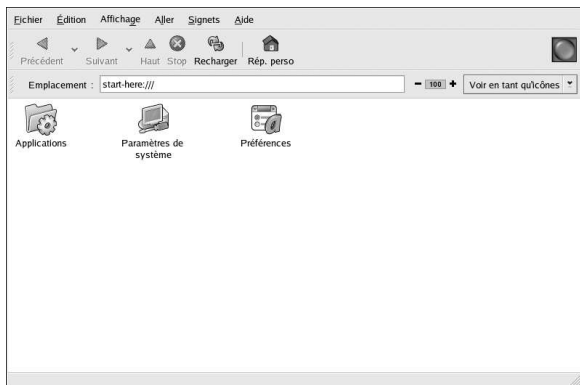 Fichier Édition Affichage Aller Signets Aide
Précédent Suivant Haut Stop Recharger Rép. perso
Emplacement : start-here:/// 100 Voir en tant qu'icônes
Applications Paramètres de système Préférences